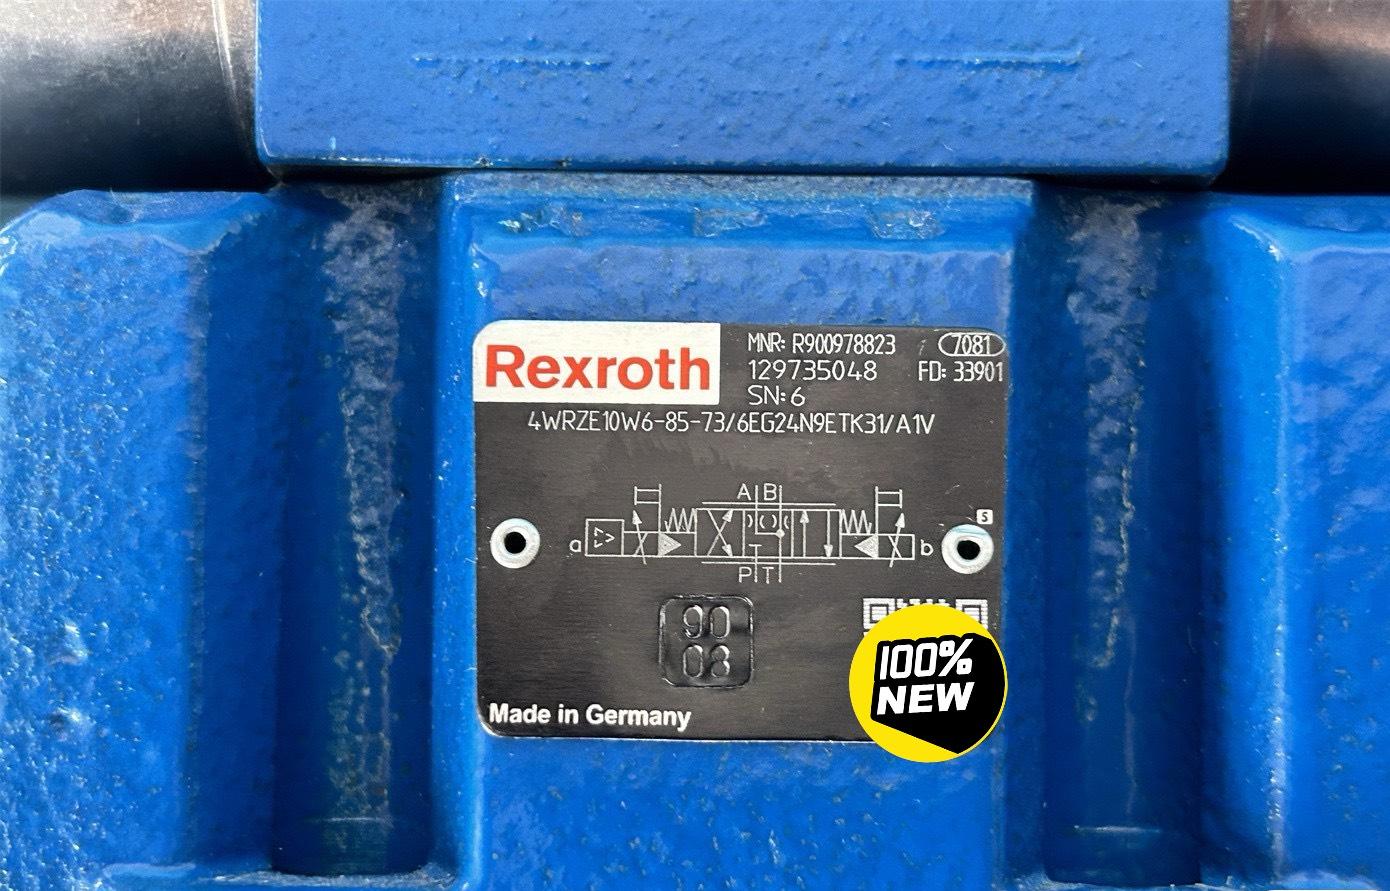 Rexroth
MNR: R900978823
7081
129735048
FD: 33901
SN: 6
4WRZE10W6-85-73/6EG24N9ETK31/A1V
A B
S
a
b
P T
90
08
100%
NEW
Made in Germany